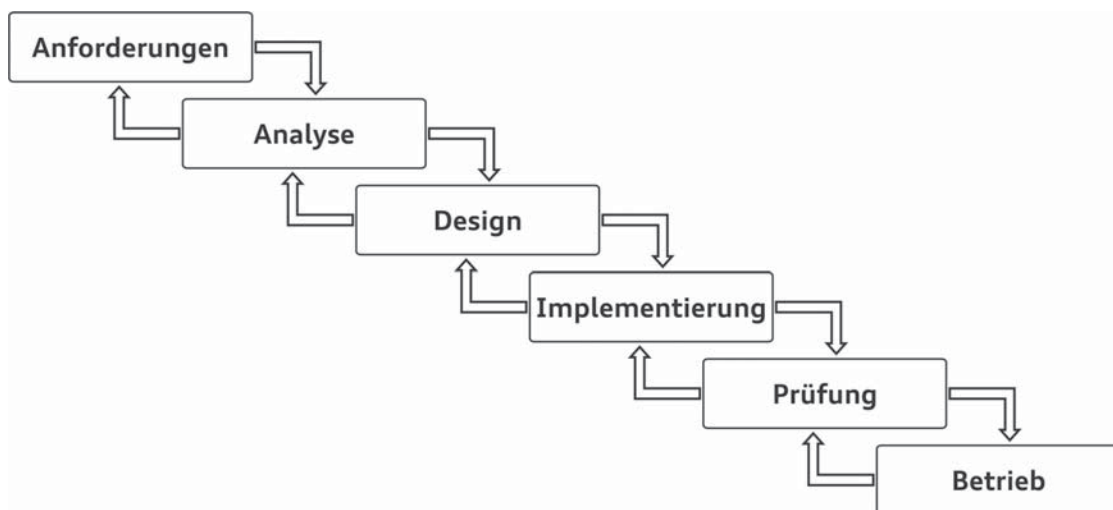 Anforderungen
Analyse
Design
Implementierung
Prüfung
Betrieb